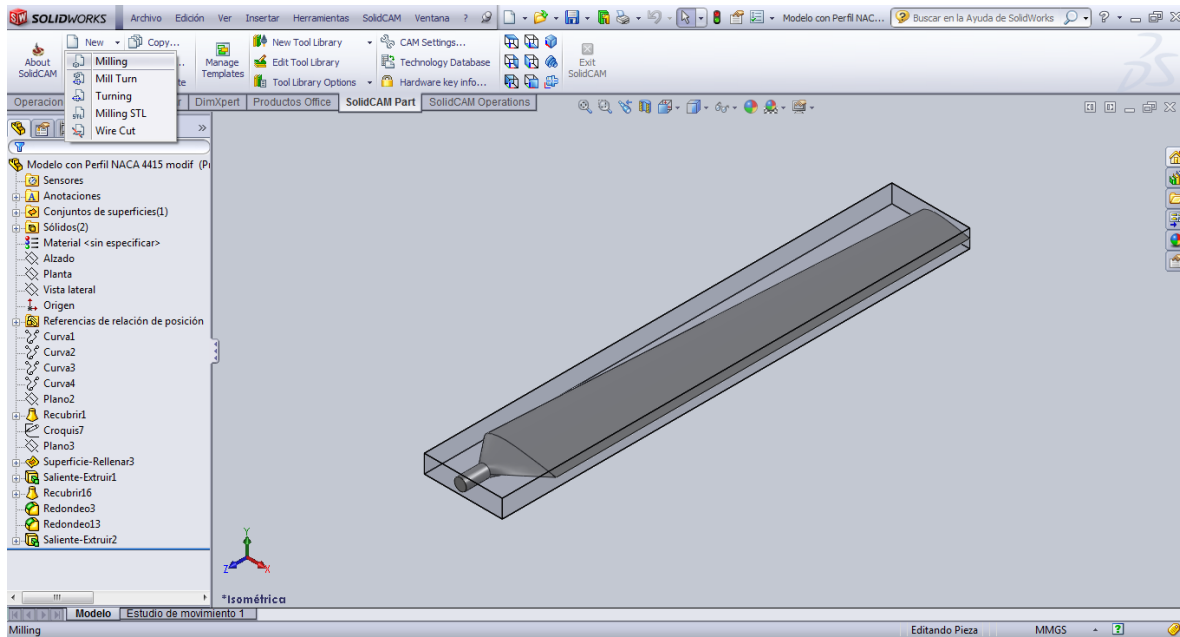 SOLIDWORKS Archivo Edición Ver Insertar Herramientas SolidCAM Ventana ? Modelo con Perfil NAC... Buscar en la Ayuda de SolidWorks
About SolidCAM
New Copy...
Milling
Mill Turn
Turning
Milling STL
Wire Cut
Manage Templates
New Tool Library
Edit Tool Library
Tool Library Options
CAM Settings...
Technology Database
Hardware key info...
Exit SolidCAM
Operacion DimXpert Productos Office SolidCAM Part SolidCAM Operations
Modelo con Perfil NACA 4415 modif (Pr
Sensores
Anotaciones
Conjuntos de superficies(1)
Sólidos(2)
Material <sin especificar>
Alzado
Planta
Vista lateral
Origen
Referencias de relación de posición
Curva1
Curva2
Curva3
Curva4
Plano2
Recubrir1
Croquis7
Plano3
Superficie-Rellenar3
Saliente-Extruir1
Recubrir16
Redondeo3
Redondeo13
Saliente-Extruir2
Y
Z X
*Isométrica
Modelo Estudio de movimiento 1
Milling Editando Pieza MMGS